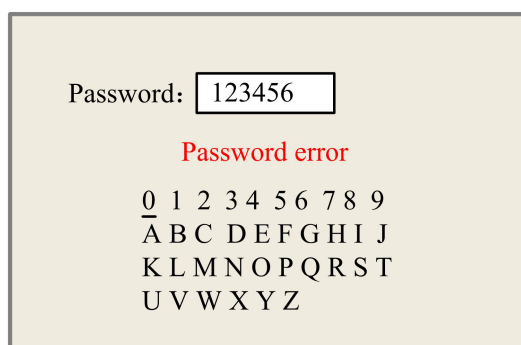 Password: 123456
Password error
0 1 2 3 4 5 6 7 8 9
A B C D E F G H I J
K L M N O P Q R S T
U V W X Y Z